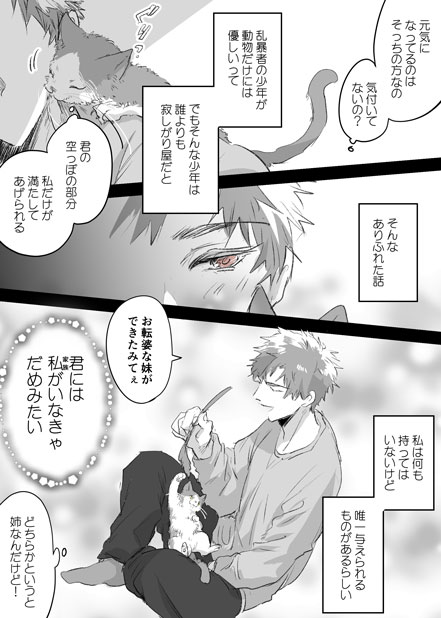 元気に
なってるのは
そっちの方なの
気付いて
ないの?
乱暴者の少年が
動物だけには
優しいって
でもそんな少年は
誰よりも
寂しがり屋だと
君の
空っぽの部分
私だけが
満たして
あげられる
そんな
ありふれた話
お転婆な妹が
できたみてぇ
君には
私がいなきゃ
家族
だめみたい
私は何も
持っては
いないけど
唯一与えられる
ものがあるらしい
どちらかというと
姉なんだけど!